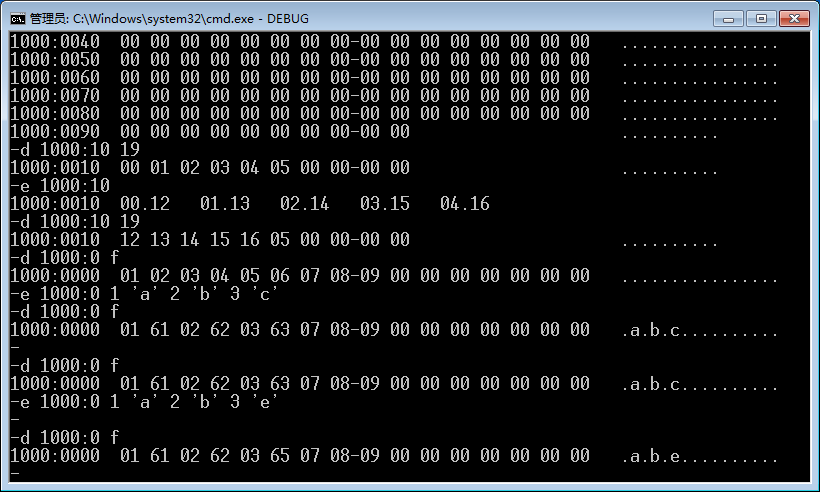 管理员: C:\Windows\system32\cmd.exe - DEBUG
1000:0040  00 00 00 00 00 00 00 00-00 00 00 00 00 00 00 00   ................
1000:0050  00 00 00 00 00 00 00 00-00 00 00 00 00 00 00 00   ................
1000:0060  00 00 00 00 00 00 00 00-00 00 00 00 00 00 00 00   ................
1000:0070  00 00 00 00 00 00 00 00-00 00 00 00 00 00 00 00   ................
1000:0080  00 00 00 00 00 00 00 00-00 00 00 00 00 00 00 00   ................
1000:0090  00 00 00 00 00 00 00-00 00   ..........
-d 1000:10 19
1000:0010  00 01 02 03 04 05 00 00-00 00   ..........
-e 1000:10
1000:0010  00.12   01.13   02.14   03.15   04.16
-d 1000:10 19
1000:0010  12 13 14 15 16 05 00 00-00 00   ..........
-d 1000:0 f
1000:0000  01 02 03 04 05 06 07 08-09 00 00 00 00 00 00 00   ................
-e 1000:0 1 'a' 2 'b' 3 'c'
-d 1000:0 f
1000:0000  01 61 02 62 03 63 07 08-09 00 00 00 00 00 00 00   .a.b.c..........
-
-d 1000:0 f
1000:0000  01 61 02 62 03 63 07 08-09 00 00 00 00 00 00 00   .a.b.c..........
-e 1000:0 1 'a' 2 'b' 3 'e'
-
-d 1000:0 f
1000:0000  01 61 02 62 03 65 07 08-09 00 00 00 00 00 00 00   .a.b.e..........
-